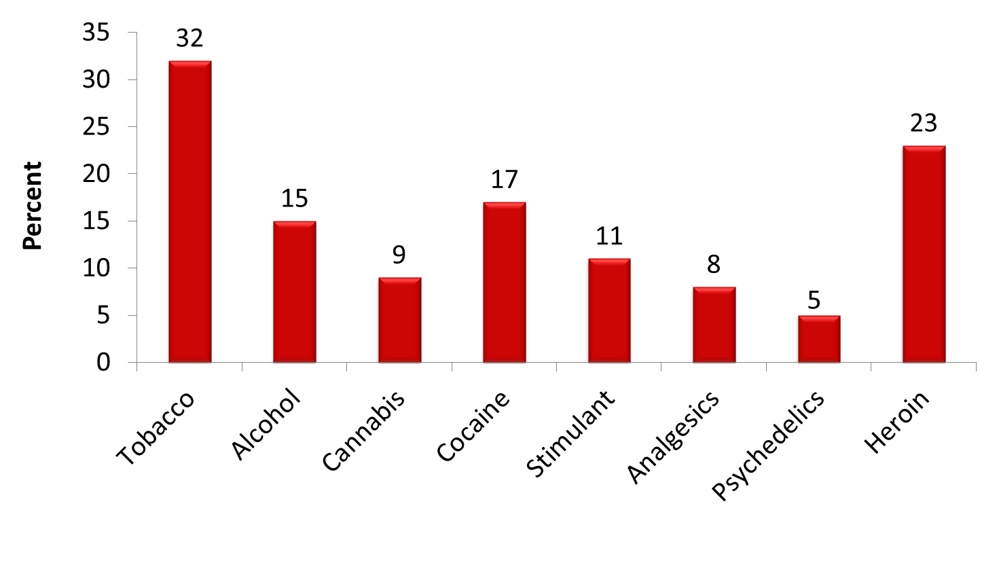 Percent
35
30
25
20
15
10
5
0
32
15
9
17
11
8
5
23
Tobacco
Alcohol
Cannabis
Cocaine
Stimulant
Analgesics
Psychedelics
Heroin